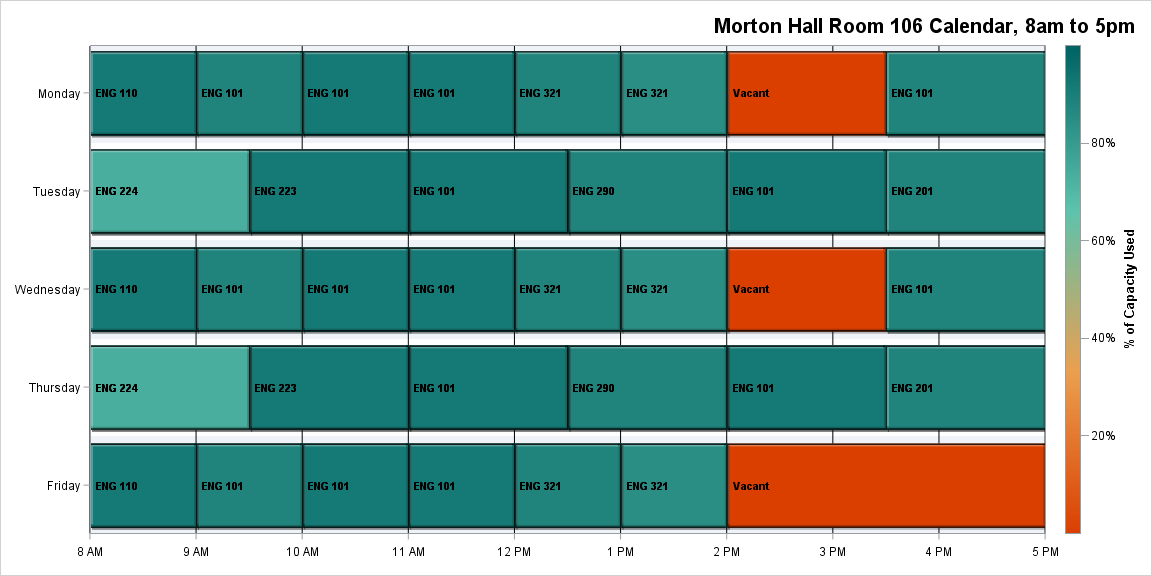 Morton Hall Room 106 Calendar, 8am to 5pm
Monday ENG 110 ENG 101 ENG 101 ENG 101 ENG 321 ENG 321 Vacant ENG 101
80%
Tuesday ENG 224 ENG 223 ENG 101 ENG 290 ENG 101 ENG 201
60%
Wednesday ENG 110 ENG 101 ENG 101 ENG 101 ENG 321 ENG 321 Vacant ENG 101
% of Capacity Used
40%
Thursday ENG 224 ENG 223 ENG 101 ENG 290 ENG 101 ENG 201
20%
Friday ENG 110 ENG 101 ENG 101 ENG 101 ENG 321 ENG 321 Vacant
8 AM 9 AM 10 AM 11 AM 12 PM 1 PM 2 PM 3 PM 4 PM 5 PM